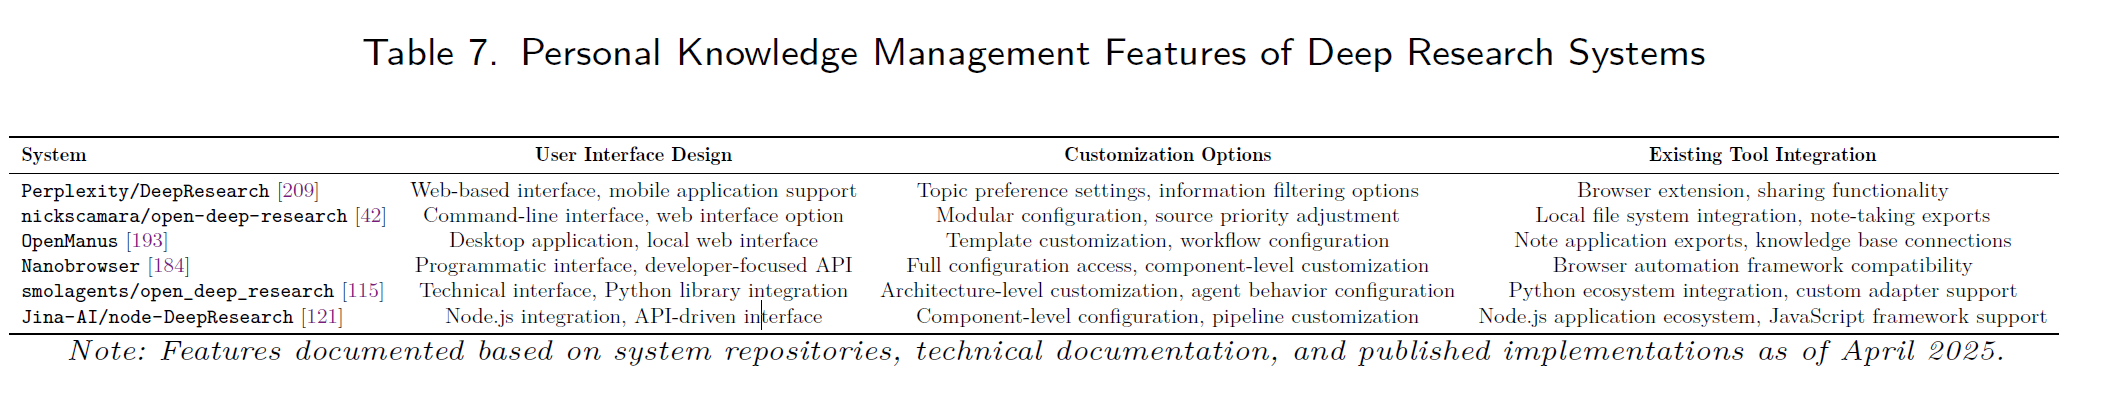 Table 7. Personal Knowledge Management Features of Deep Research Systems
System User Interface Design Customization Options Existing Tool Integration
Perplexity/DeepResearch [209] Web-based interface, mobile application support Topic preference settings, information filtering options Browser extension, sharing functionality
nickscamara/open-deep-research [42] Command-line interface, web interface option Modular configuration, source priority adjustment Local file system integration, note-taking exports
OpenManus [193] Desktop application, local web interface Template customization, workflow configuration Note application exports, knowledge base connections
Nanobrowser [184] Programmatic interface, developer-focused API Full configuration access, component-level customization Browser automation framework compatibility
smolagents/open_deep_research [115] Technical interface, Python library integration Architecture-level customization, agent behavior configuration Python ecosystem integration, custom adapter support
Jina-AI/node-DeepResearch [121] Node.js integration, API-driven interface Component-level configuration, pipeline customization Node.js application ecosystem, JavaScript framework support
Note: Features documented based on system repositories, technical documentation, and published implementations as of April 2025.